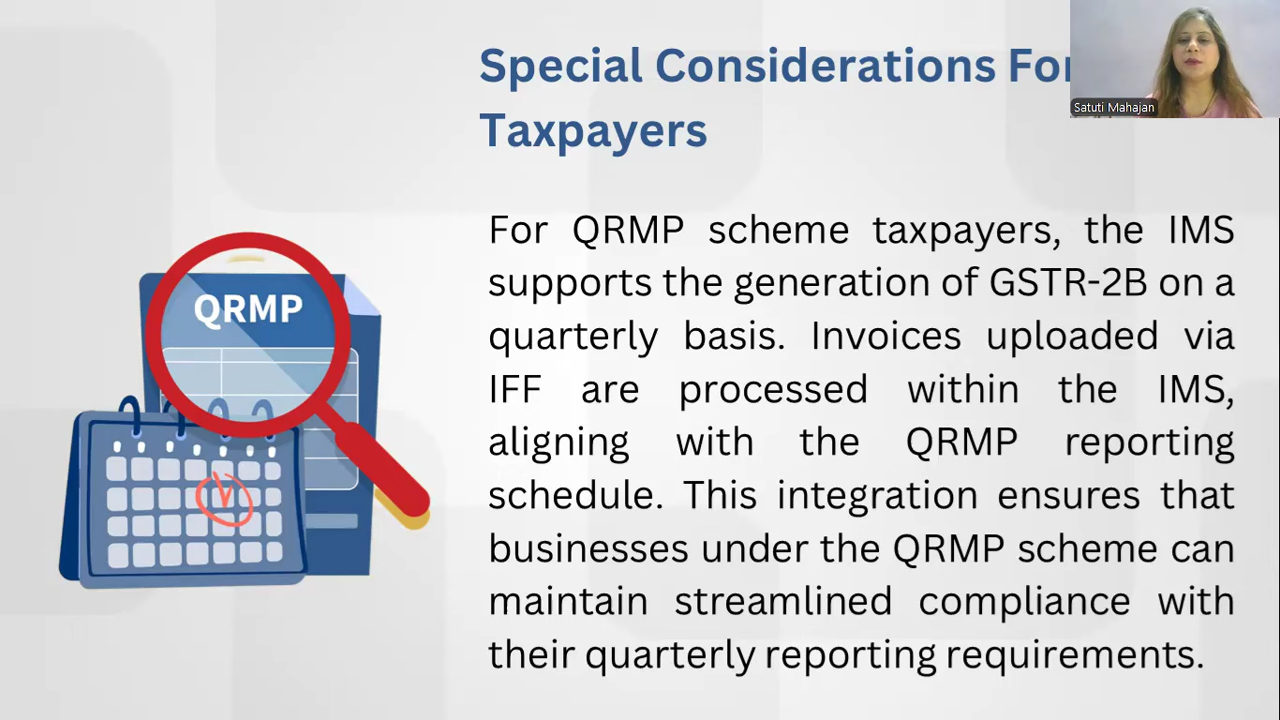 Special Considerations For
Taxpayers
Satuti Mahajan
For QRMP scheme taxpayers, the IMS
supports the generation of GSTR-2B on a
quarterly basis. Invoices uploaded via
IFF are processed within the IMS,
aligning with the QRMP reporting
schedule. This integration ensures that
businesses under the QRMP scheme can
maintain streamlined compliance with
their quarterly reporting requirements.
QRMP